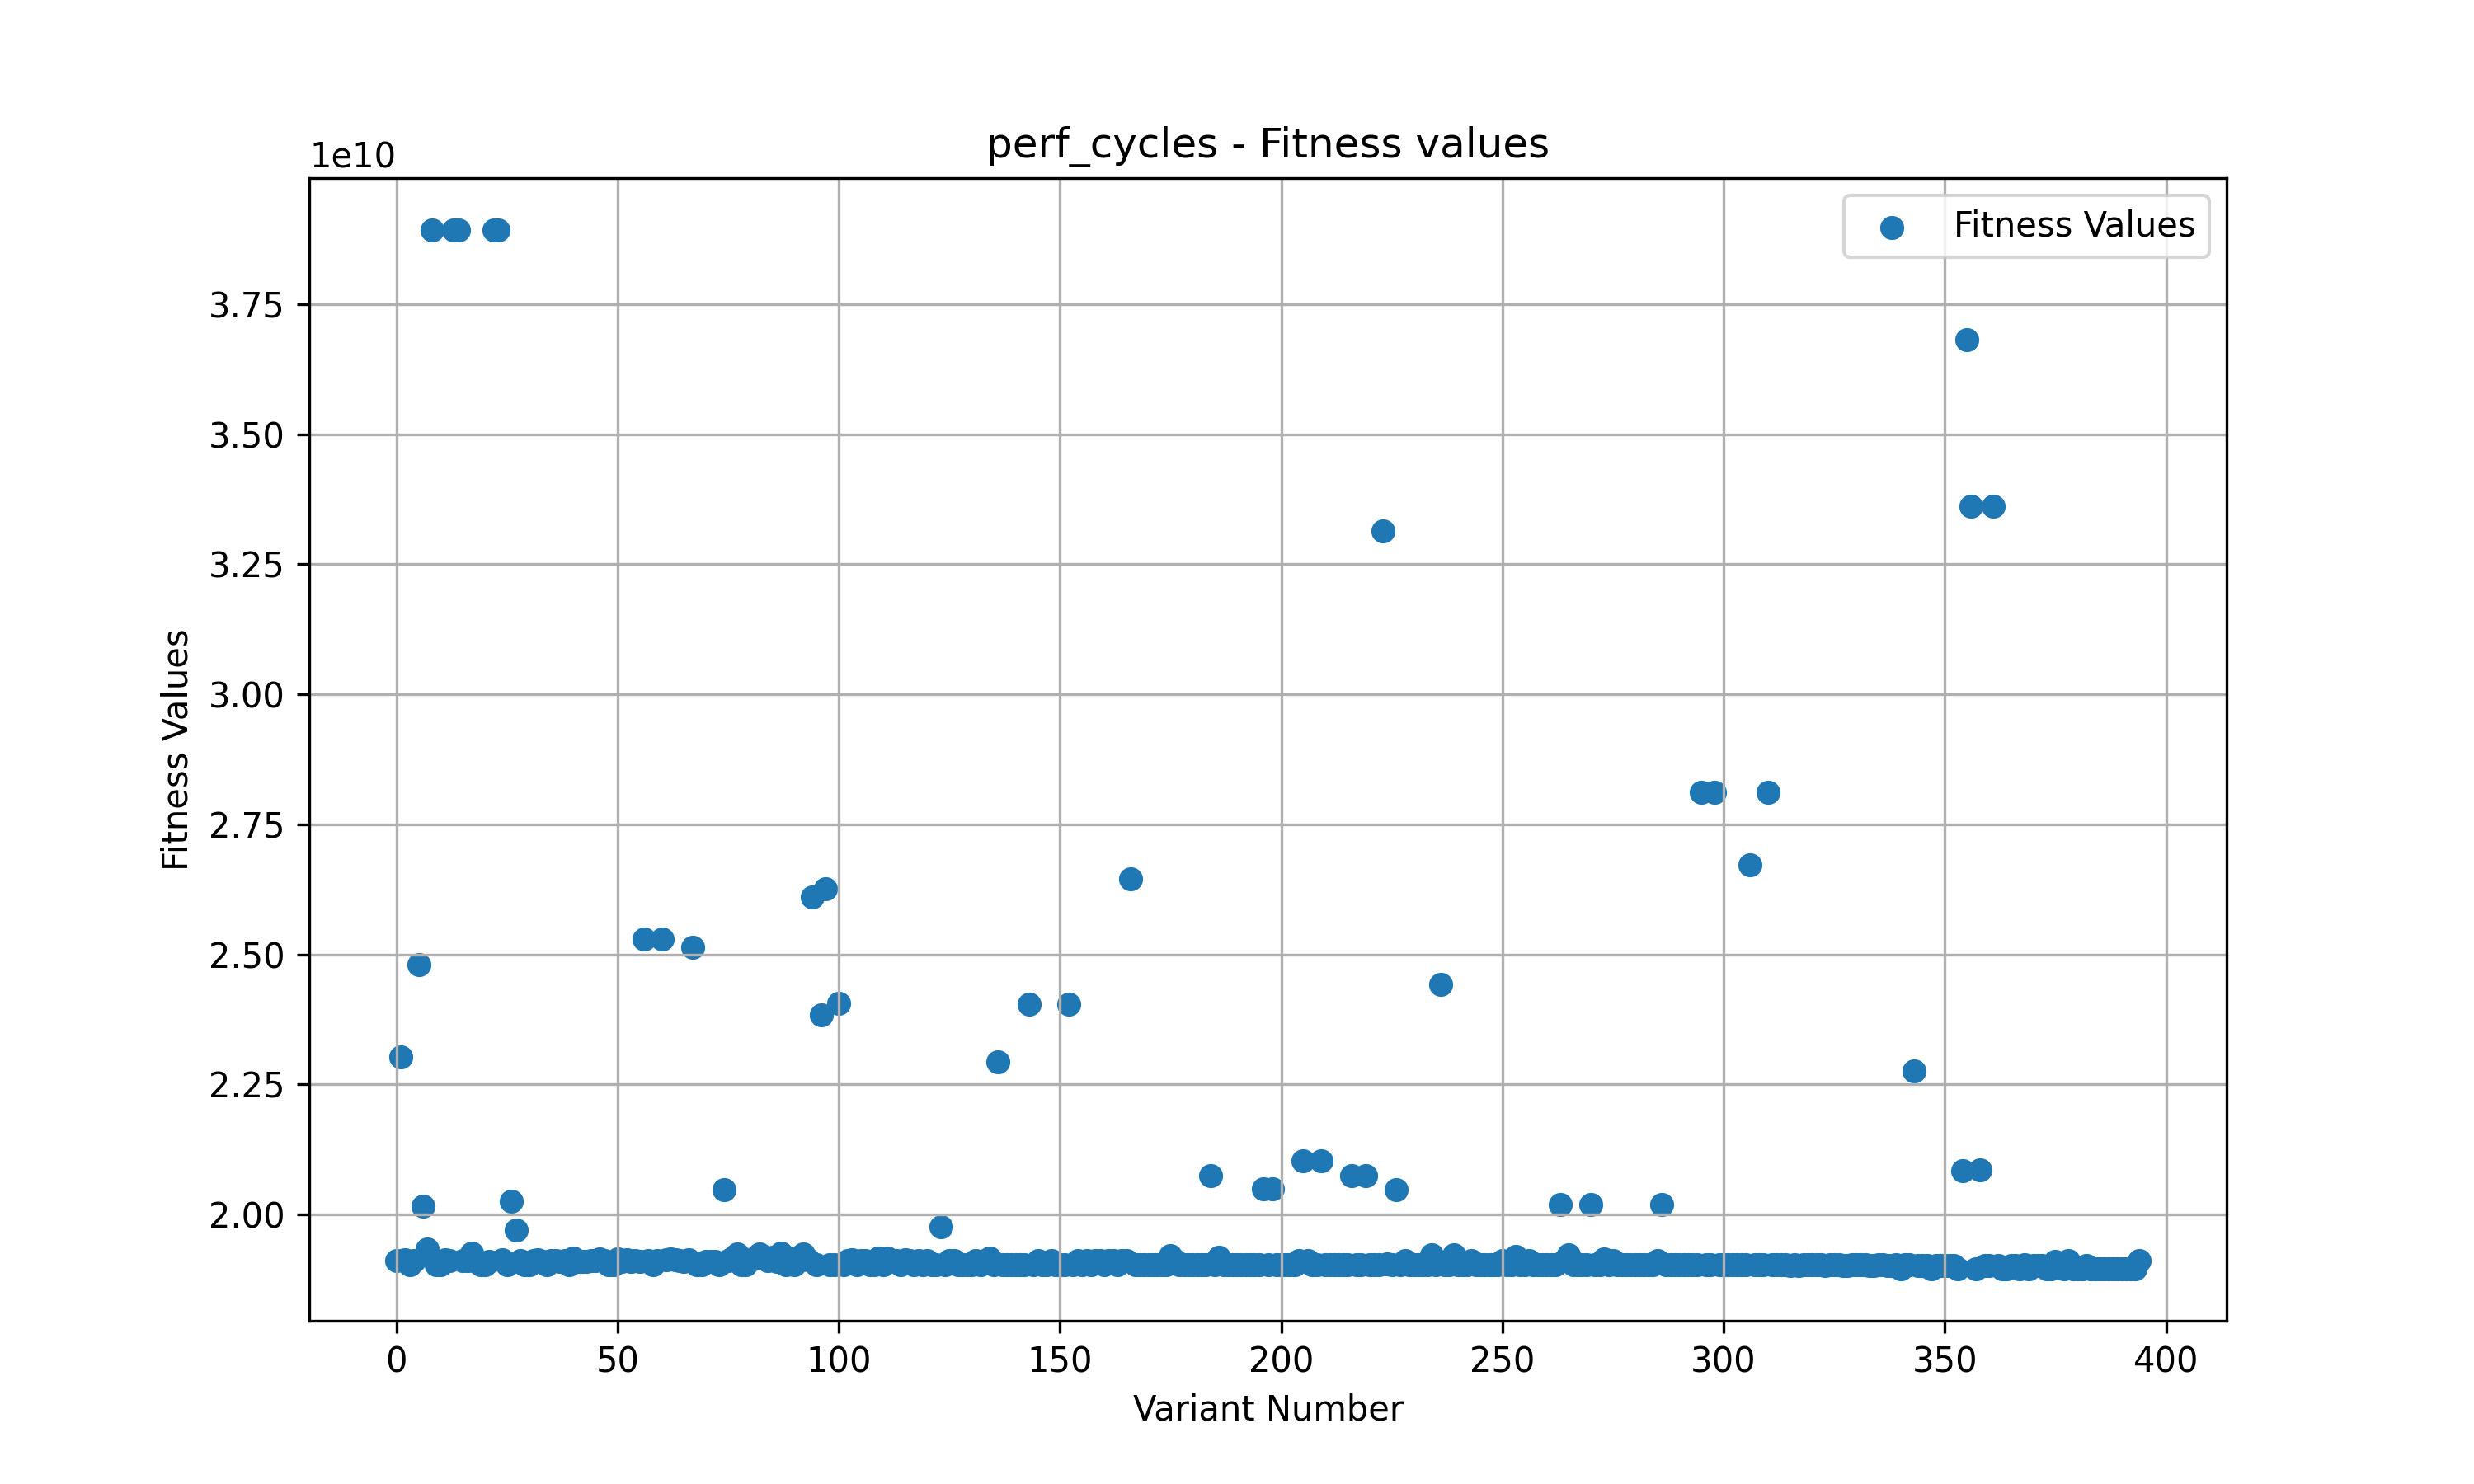 perf_cycles - Fitness values
1e10
Fitness Values
3.75
3.50
3.25
3.00
2.75
2.50
2.25
2.00
Fitness Values
0 50 100 150 200 250 300 350 400
Variant Number